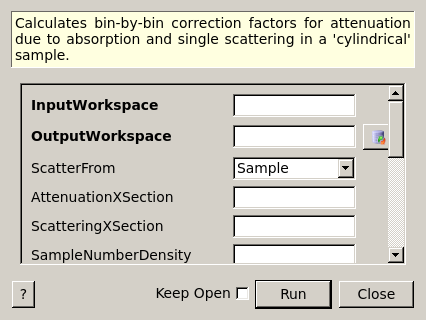 Calculates bin-by-bin correction factors for attenuation
due to absorption and single scattering in a 'cylindrical'
sample.
InputWorkspace
OutputWorkspace
ScatterFrom Sample
AttenuationXSection
ScatteringXSection
SampleNumberDensity
? Keep Open Run Close